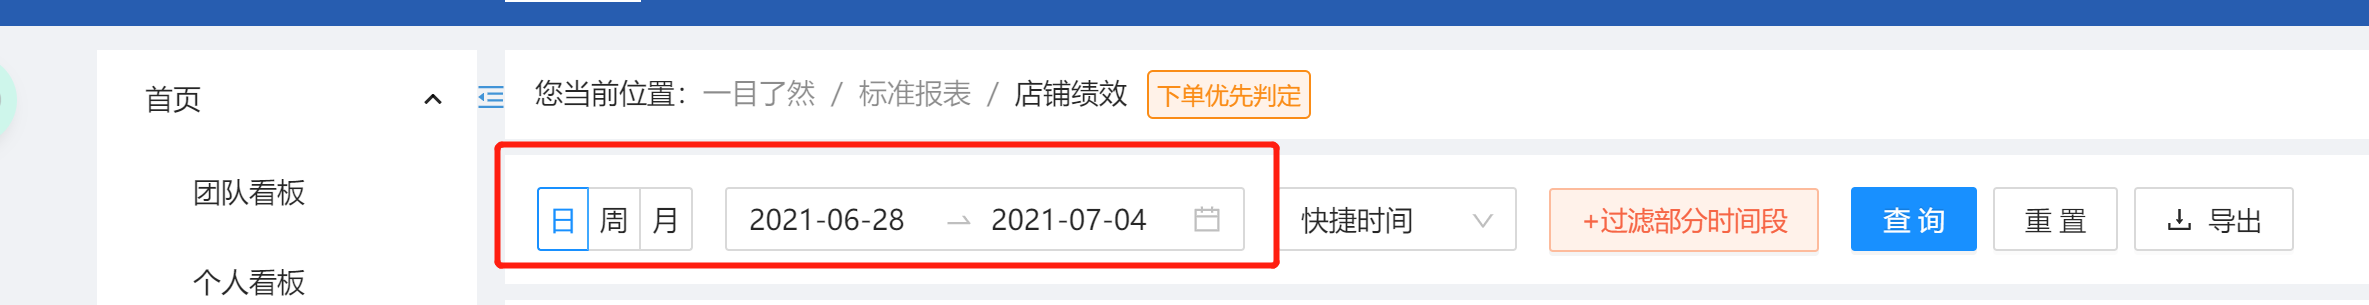 首页
团队看板
个人看板
您当前位置：一目了然 / 标准报表 / 店铺绩效 下单优先判定
日 周 月 2021-06-28 → 2021-07-04 快捷时间 +过滤部分时间段 查 询 重 置 导出